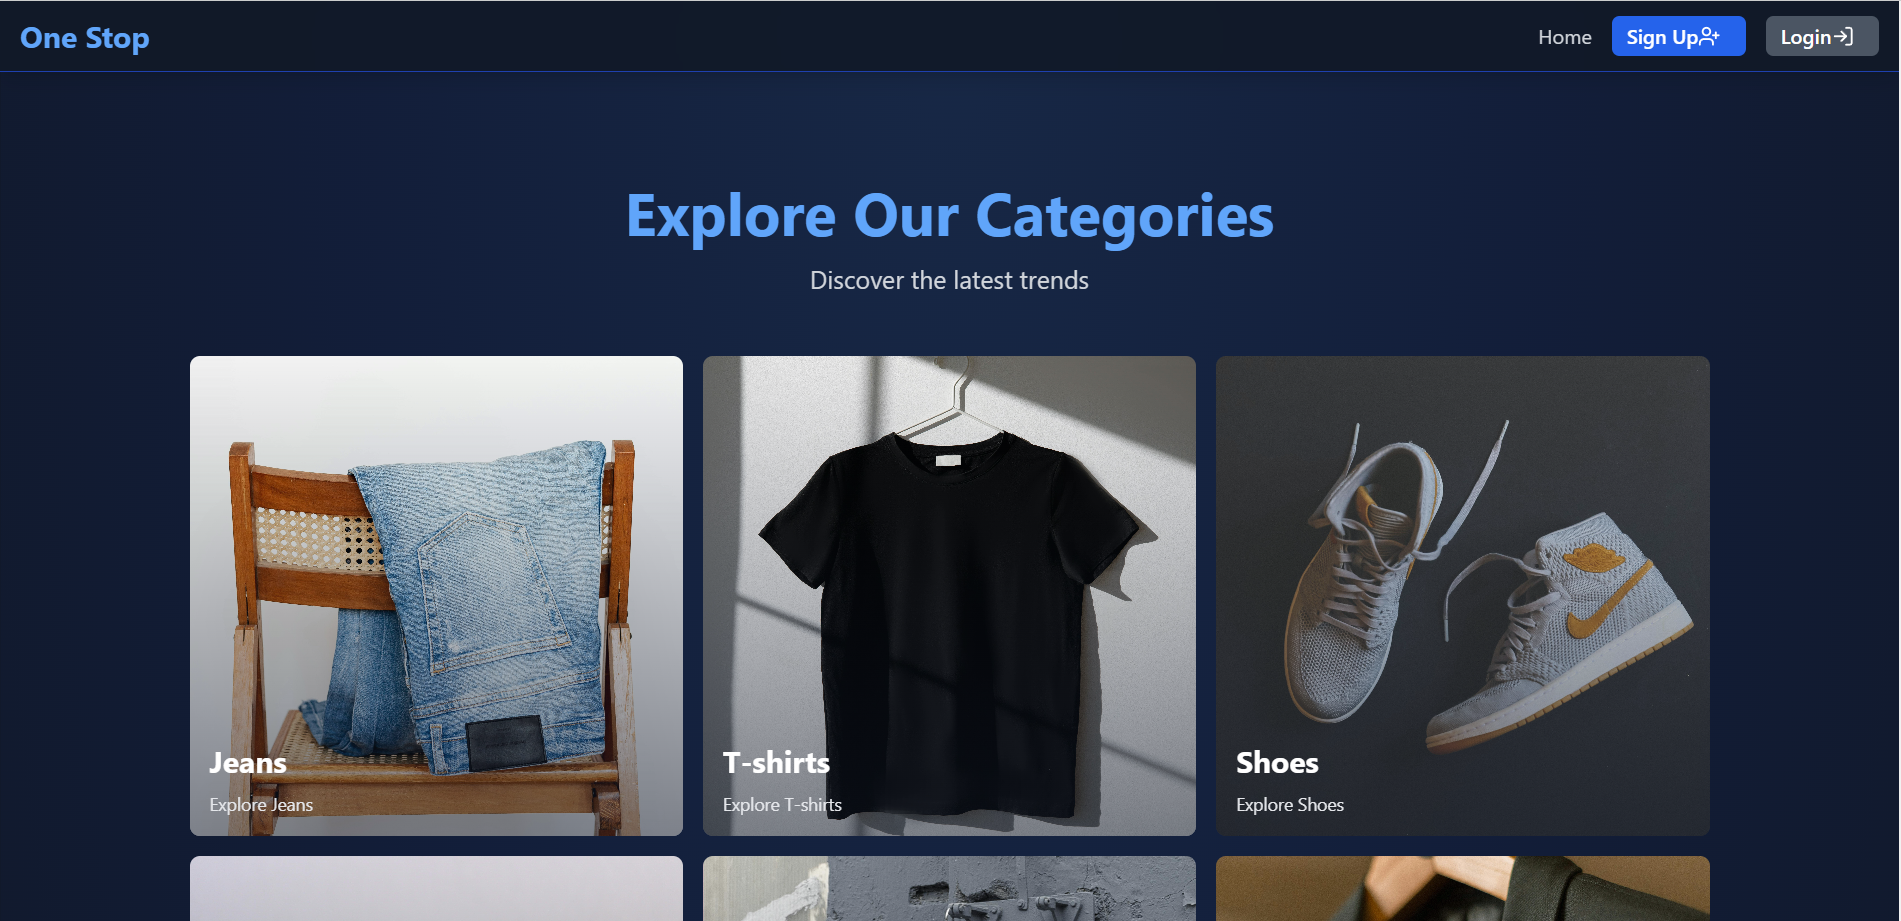 One Stop
Home
Sign Up
Login
Explore Our Categories
Discover the latest trends
Jeans
Explore Jeans
T-shirts
Explore T-shirts
Shoes
Explore Shoes